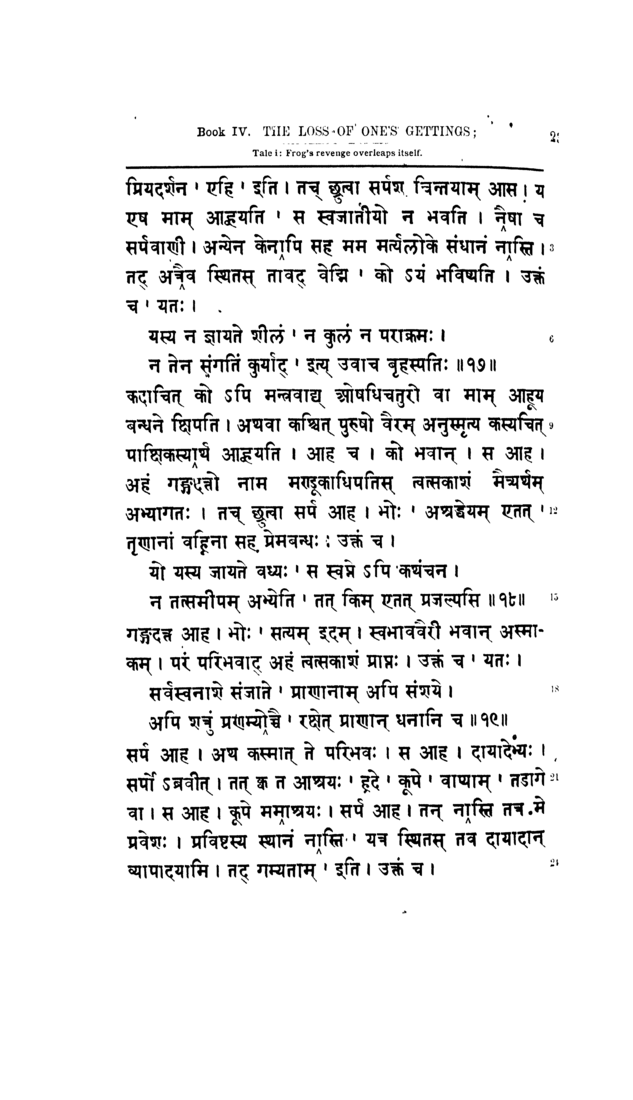 Book IV. THE LOSS OF ONE'S GETTINGS;
Tale i: Frog's revenge overleaps itself.
प्रियदर्शन ' एहि ' इति । तच् छ्रुत्वा सर्पश् चिन्तयाम् आस । य
एष माम् आह्वयति ' स स्वजातीयो न भवति । नैषा च
सर्पवाणी । अन्येन केनापि सह मम मर्त्यलोके संधानं नास्ति । 3
तद् अत्रैव स्थितस् तावद् वेद्मि ' को ऽयं भविष्यति । उक्तं
च ' यतः ।
यस्य न ज्ञायते शीलं ' न कुलं न पराक्रमः । 6
न तेन संगतिं कुर्याद् ' इत्य् उवाच बृहस्पतिः ॥१७॥
कदाचित् को ऽपि मन्त्रवाद्य् ओषधिचतुरो वा माम् आहूय
बन्धने क्षिपति । अथवा कश्चित् पुरुषो वैरम् अनुस्मृत्य कस्यचित् 9
पाक्षिकस्यार्थे आह्वयति । आह च । को भवान् । स आह ।
अहं गङ्गदत्तो नाम मण्डूकाधिपतिस् त्वत्सकाशं मैत्र्यर्थम्
अभ्यागतः । तच् छ्रुत्वा सर्प आह । भोः ' अश्रद्धेयम् एतत् ' 12
तृणानां वह्निना सह प्रेमबन्धः । उक्तं च ।
यो यस्य जायते वध्यः ' स स्वप्ने ऽपि कथंचन ।
न तत्समीपम् अभ्येति ' तत् किम् एतत् प्रजल्पसि ॥१८॥ 15
गङ्गदत्त आह । भोः ' सत्यम् इदम् । स्वभाववैरी भवान् अस्मा-
कम् । परं परिभवाद् अहं त्वत्सकाशं प्राप्तः । उक्तं च ' यतः ।
सर्वस्वनाशे संजाते ' प्राणानाम् अपि संशये । 18
अपि शत्रुं प्रणम्योच्चै ' रक्षेत् प्राणान् धनानि च ॥१९॥
सर्प आह । अथ कस्मात् ते परिभवः । स आह । दायादेभ्यः ।
सर्पो ऽब्रवीत् । तत् क्व त आश्रयः ' ह्रदे ' कूपे ' वाप्याम् ' तडागे 21
वा । स आह । कूपे ममाश्रयः । सर्प आह । तन् नास्ति तत्र मे
प्रवेशः । प्रविष्टस्य स्थानं नास्ति ' यत्र स्थितस् तव दायादान्
व्यापादयामि । तद् गम्यताम् ' इति । उक्तं च । 24